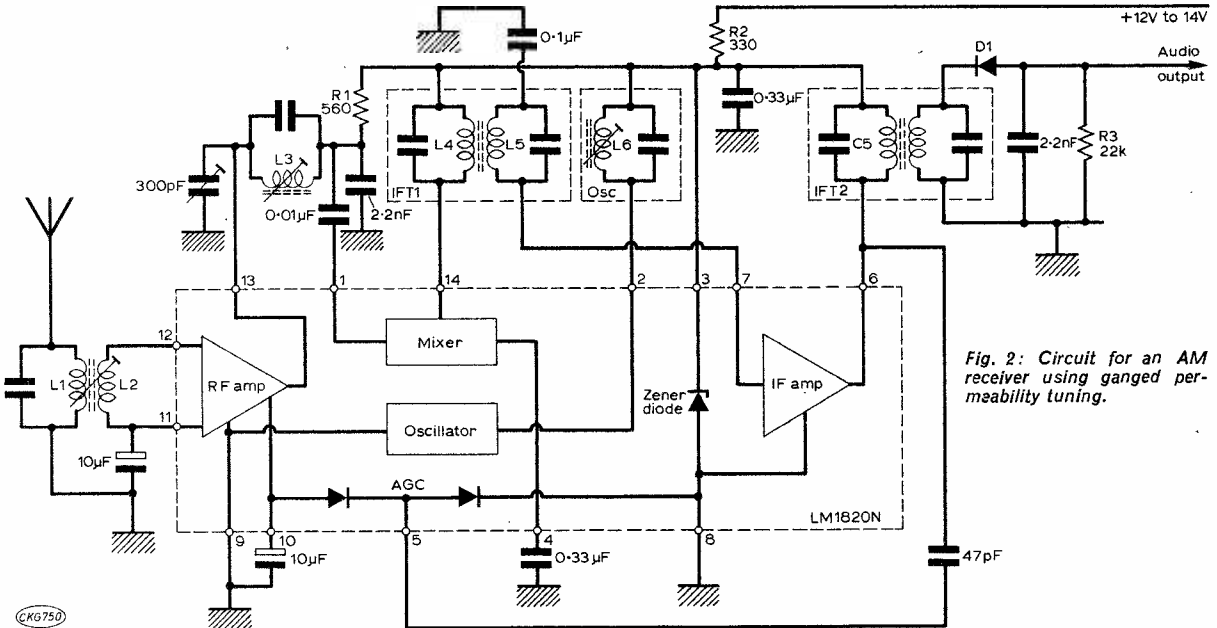 +12V to 14V
R2
330
0·1µF
D1
Audio
output
R1
560
0·33µF
L3
300pF
0·01µF
2·2nF
L4
L5
IFT1
L6
Osc
C5
IFT2
2·2nF
R3
22k
13
1
14
2
3
7
6
12
11
L1
L2
10µF
RF amp
Mixer
Oscillator
Zener
diode
IF amp
AGC
LM1820N
9
10
5
4
8
10µF
0·33µF
47pF
Fig. 2: Circuit for an AM
receiver using ganged per-
meability tuning.
CKG750